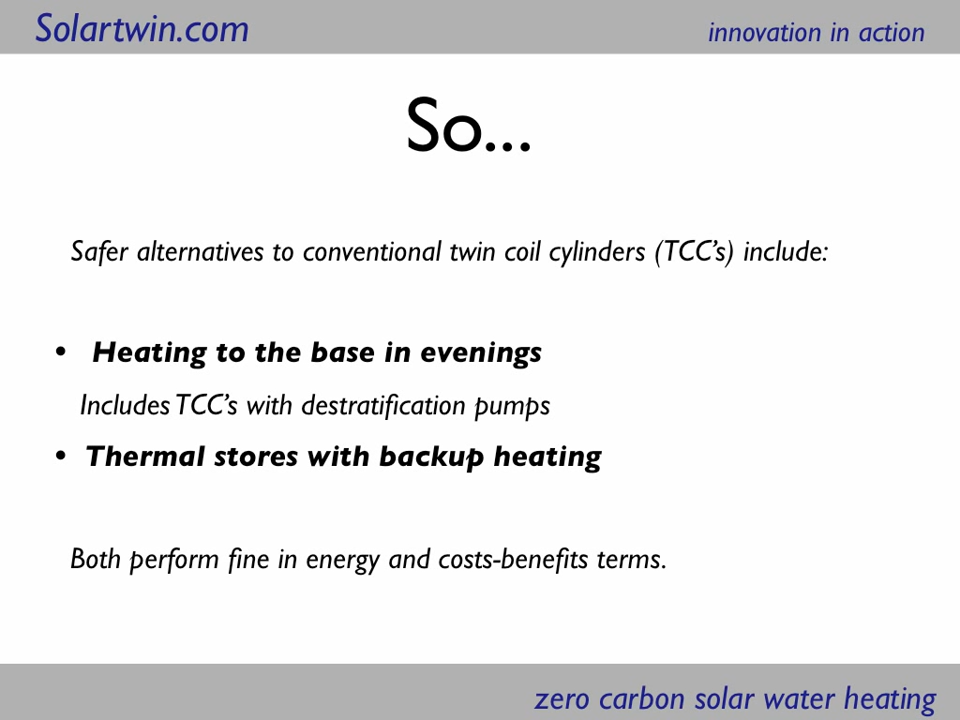 Solartwin.com
innovation in action
So...
Safer alternatives to conventional twin coil cylinders (TCC’s) include:
• Heating to the base in evenings
Includes TCC’s with destratification pumps
• Thermal stores with backup heating
Both perform fine in energy and costs-benefits terms.
zero carbon solar water heating